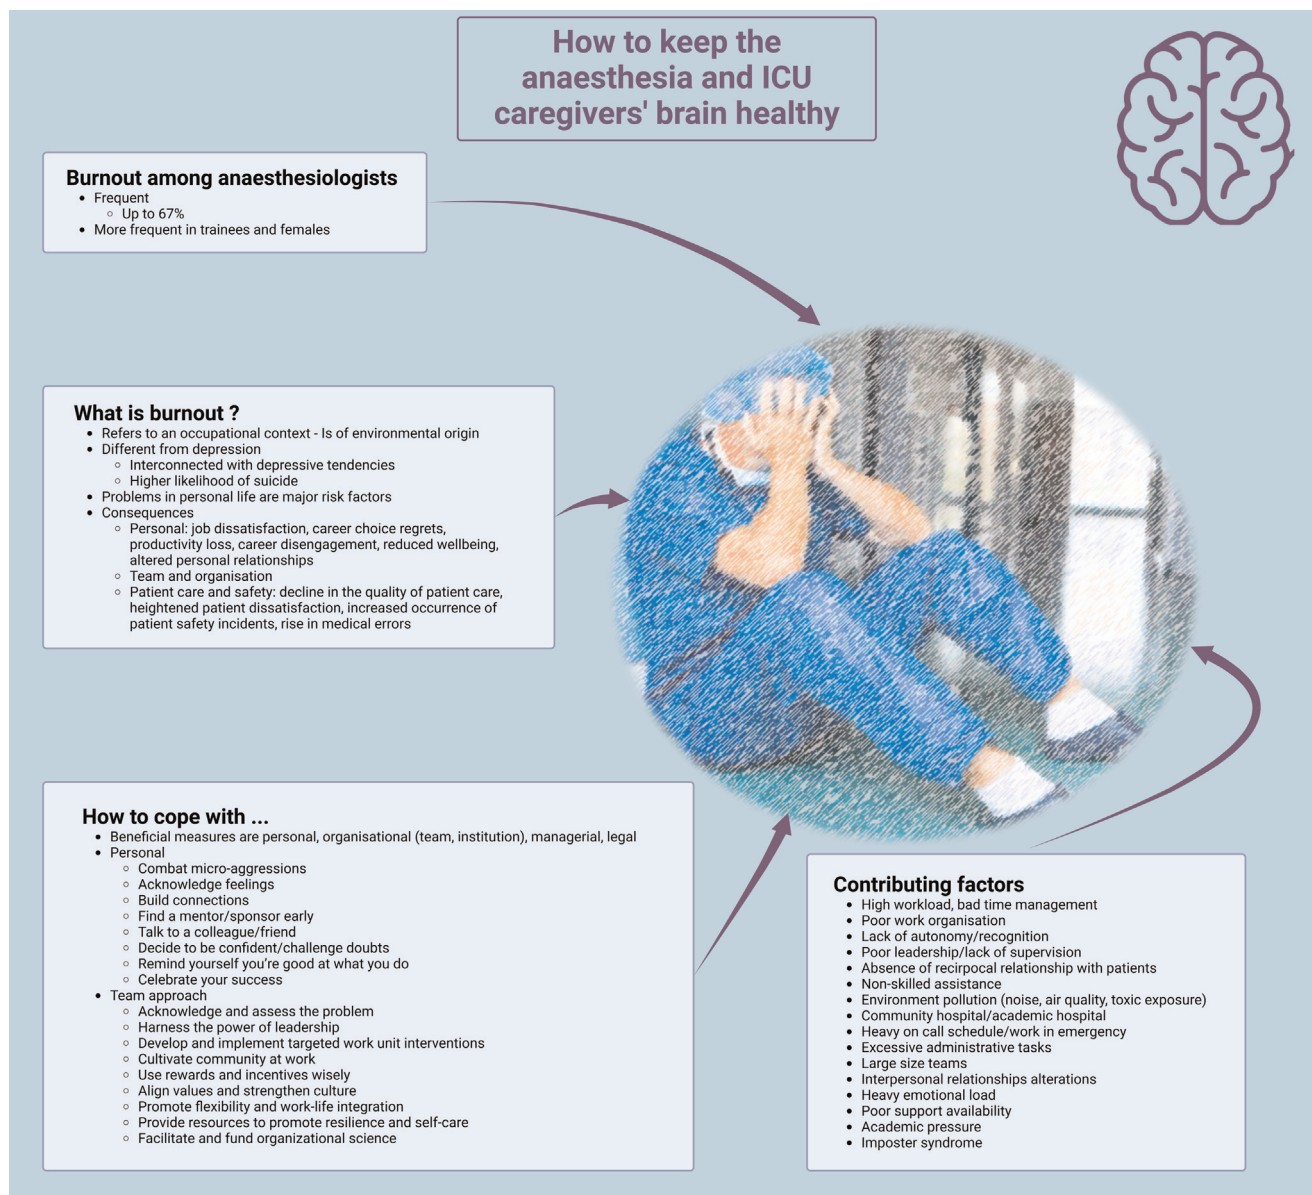 How to keep the
anaesthesia and ICU
caregivers' brain healthy
Burnout among anaesthesiologists
• Frequent
◦ Up to 67%
• More frequent in trainees and females
What is burnout ?
• Refers to an occupational context - Is of environmental origin
• Different from depression
◦ Interconnected with depressive tendencies
◦ Higher likelihood of suicide
• Problems in personal life are major risk factors
• Consequences
◦ Personal: job dissatisfaction, career choice regrets,
productivity loss, career disengagement, reduced wellbeing,
altered personal relationships
◦ Team and organisation
◦ Patient care and safety: decline in the quality of patient care,
heightened patient dissatisfaction, increased occurrence of
patient safety incidents, rise in medical errors
How to cope with ...
• Beneficial measures are personal, organisational (team, institution), managerial, legal
• Personal
◦ Combat micro-aggressions
◦ Acknowledge feelings
◦ Build connections
◦ Find a mentor/sponsor early
◦ Talk to a colleague/friend
◦ Decide to be confident/challenge doubts
◦ Remind yourself you're good at what you do
◦ Celebrate your success
• Team approach
◦ Acknowledge and assess the problem
◦ Harness the power of leadership
◦ Develop and implement targeted work unit interventions
◦ Cultivate community at work
◦ Use rewards and incentives wisely
◦ Align values and strengthen culture
◦ Promote flexibility and work-life integration
◦ Provide resources to promote resilience and self-care
◦ Facilitate and fund organizational science
Contributing factors
• High workload, bad time management
• Poor work organisation
• Lack of autonomy/recognition
• Poor leadership/lack of supervision
• Absence of recirpocal relationship with patients
• Non-skilled assistance
• Environment pollution (noise, air quality, toxic exposure)
• Community hospital/academic hospital
• Heavy on call schedule/work in emergency
• Excessive administrative tasks
• Large size teams
• Interpersonal relationships alterations
• Heavy emotional load
• Poor support availability
• Academic pressure
• Imposter syndrome